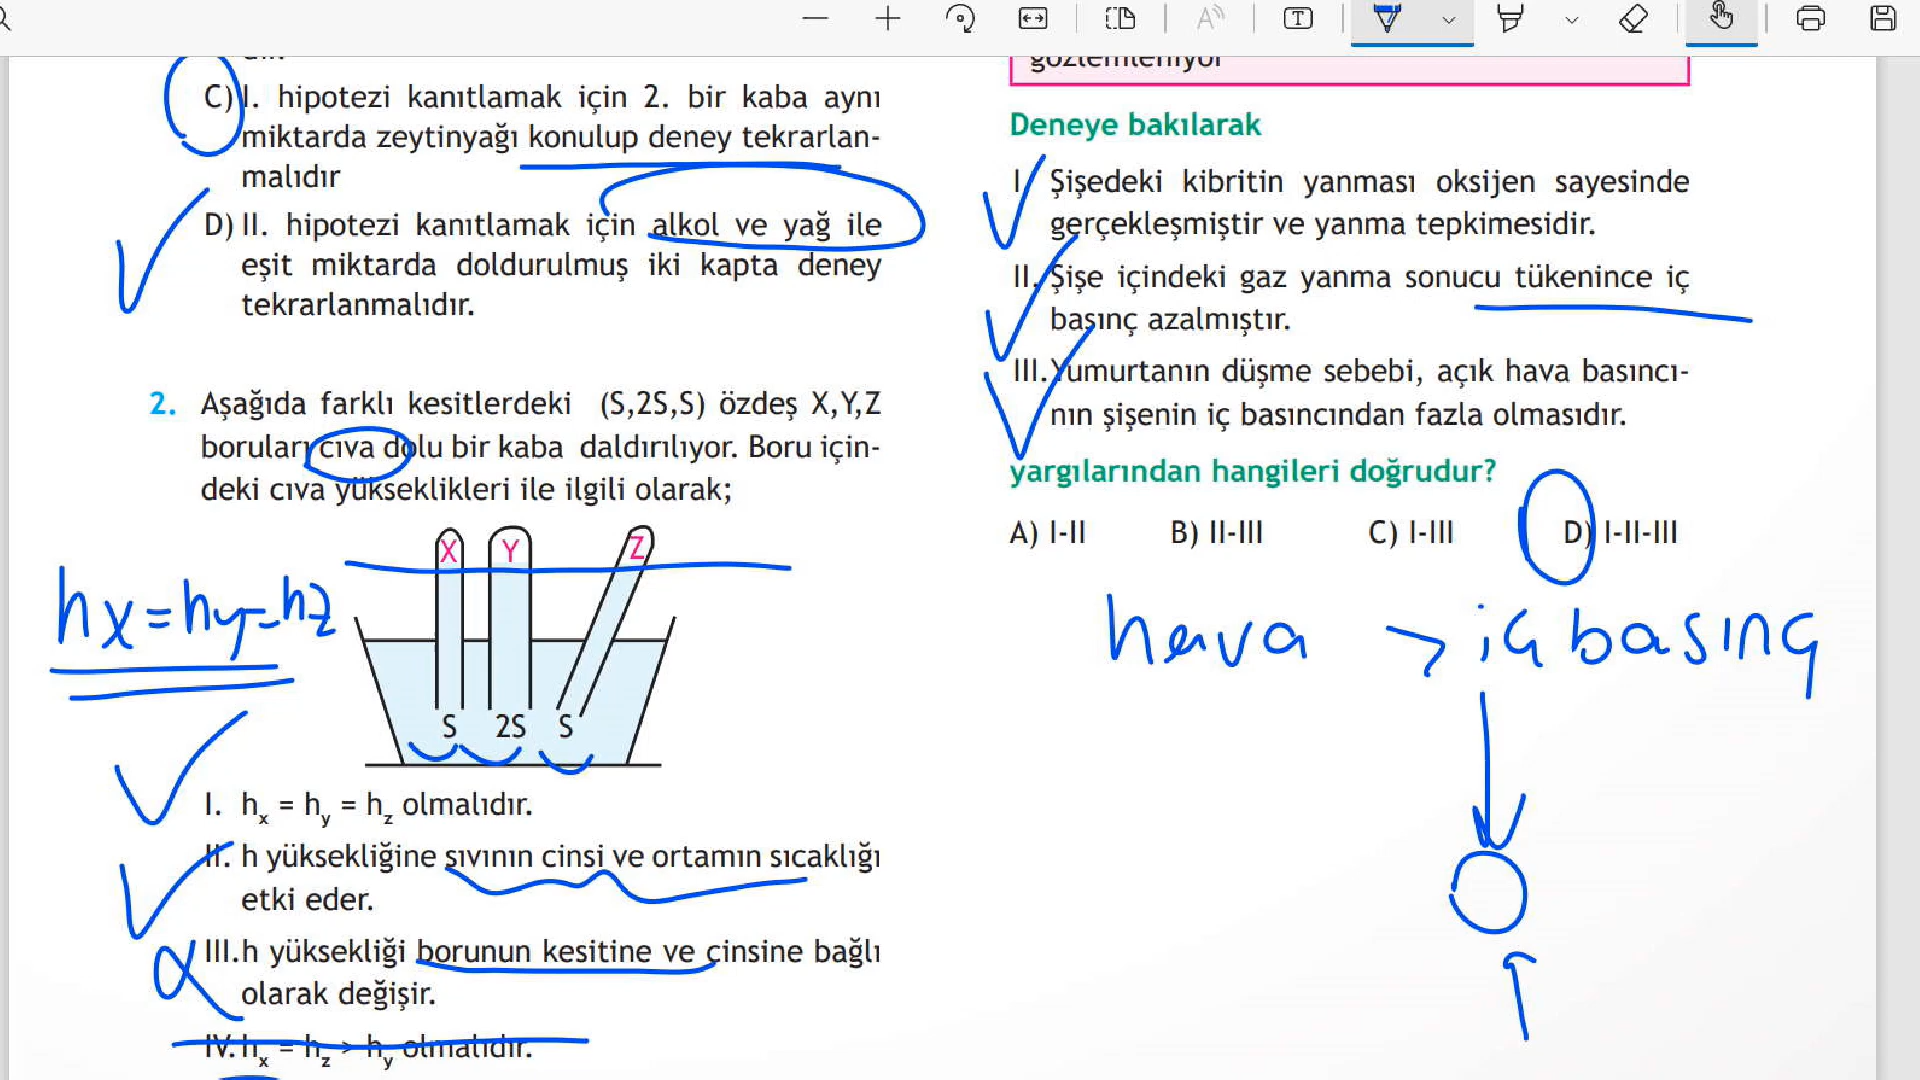 C) I. hipotezi kanıtlamak için 2. bir kaba aynı
miktarda zeytinyağı konulup deney tekrarlan-
malıdır
D) II. hipotezi kanıtlamak için alkol ve yağ ile
eşit miktarda doldurulmuş iki kapta deney
tekrarlanmalıdır.
2. Aşağıda farklı kesitlerdeki (S,2S,S) özdeş X,Y,Z
boruları cıva dolu bir kaba daldırılıyor. Boru için-
deki cıva yükseklikleri ile ilgili olarak;
X Y Z
hx = hy = hz
S 2S S
I. hx = hy = hz olmalıdır.
II. h yüksekliğine sıvının cinsi ve ortamın sıcaklığı
etki eder.
III.h yüksekliği borunun kesitine ve cinsine bağlı
olarak değişir.
IV. hx = hz > hy olmalıdır.
gözlemleniyor
Deneye bakılarak
I. Şişedeki kibritin yanması oksijen sayesinde
gerçekleşmiştir ve yanma tepkimesidir.
II. Şişe içindeki gaz yanma sonucu tükenince iç
basınç azalmıştır.
III.Yumurtanın düşme sebebi, açık hava basıncı-
nın şişenin iç basıncından fazla olmasıdır.
yargılarından hangileri doğrudur?
A) I-II B) II-III C) I-III D) I-II-III
hava > iç basınç